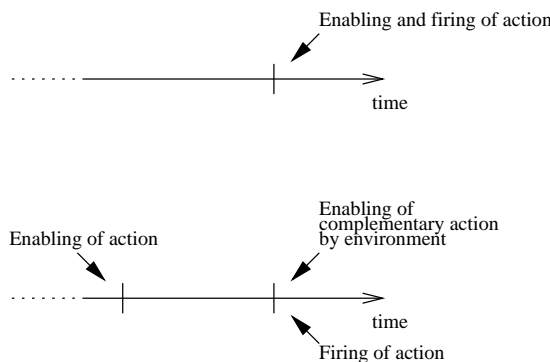 Enabling and firing of action
time
Enabling of
complementary action
by environment
Enabling of action
time
Firing of action